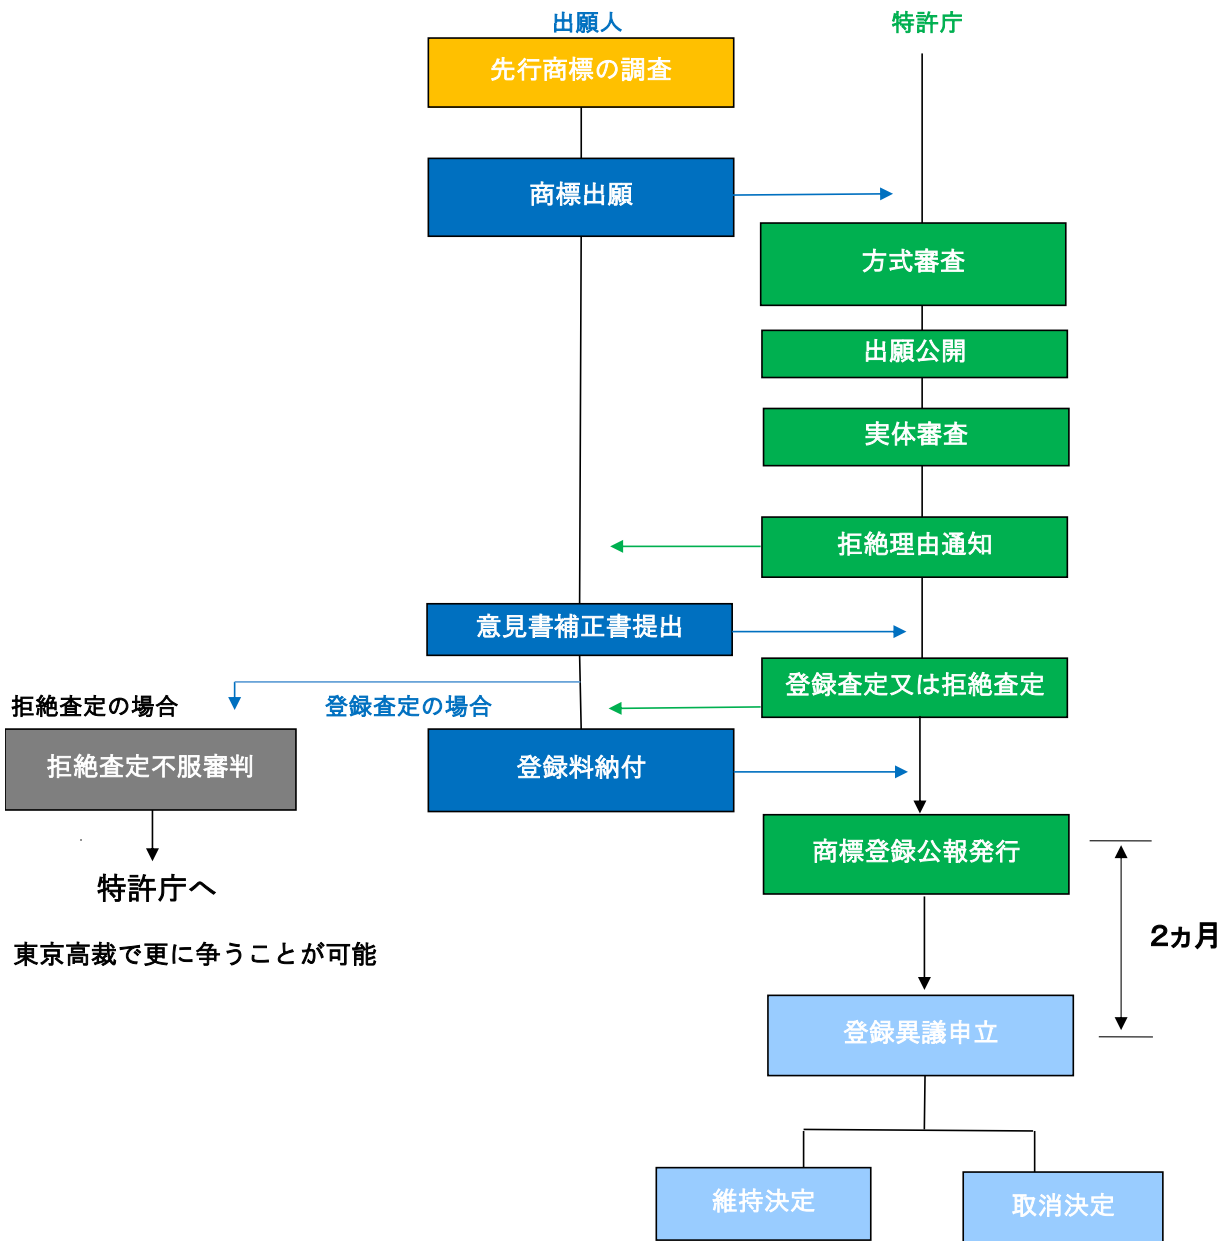 出願人
特許庁
先行商標の調査
商標出願
方式審査
出願公開
実体審査
拒絶理由通知
意見書補正書提出
登録査定又は拒絶査定
拒絶査定の場合
登録査定の場合
拒絶査定不服審判
登録料納付
商標登録公報発行
特許庁へ
2ヵ月
東京高裁で更に争うことが可能
登録異議申立
維持決定
取消決定